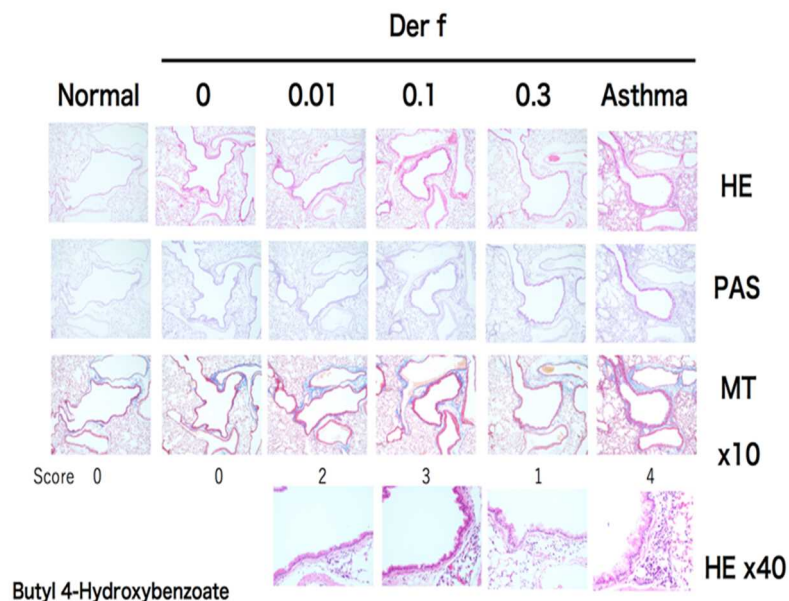 Der f
Normal 0 0.01 0.1 0.3 Asthma
HE
PAS
MT
x10
Score 0 0 2 3 1 4
HE x40
Butyl 4-Hydroxybenzoate